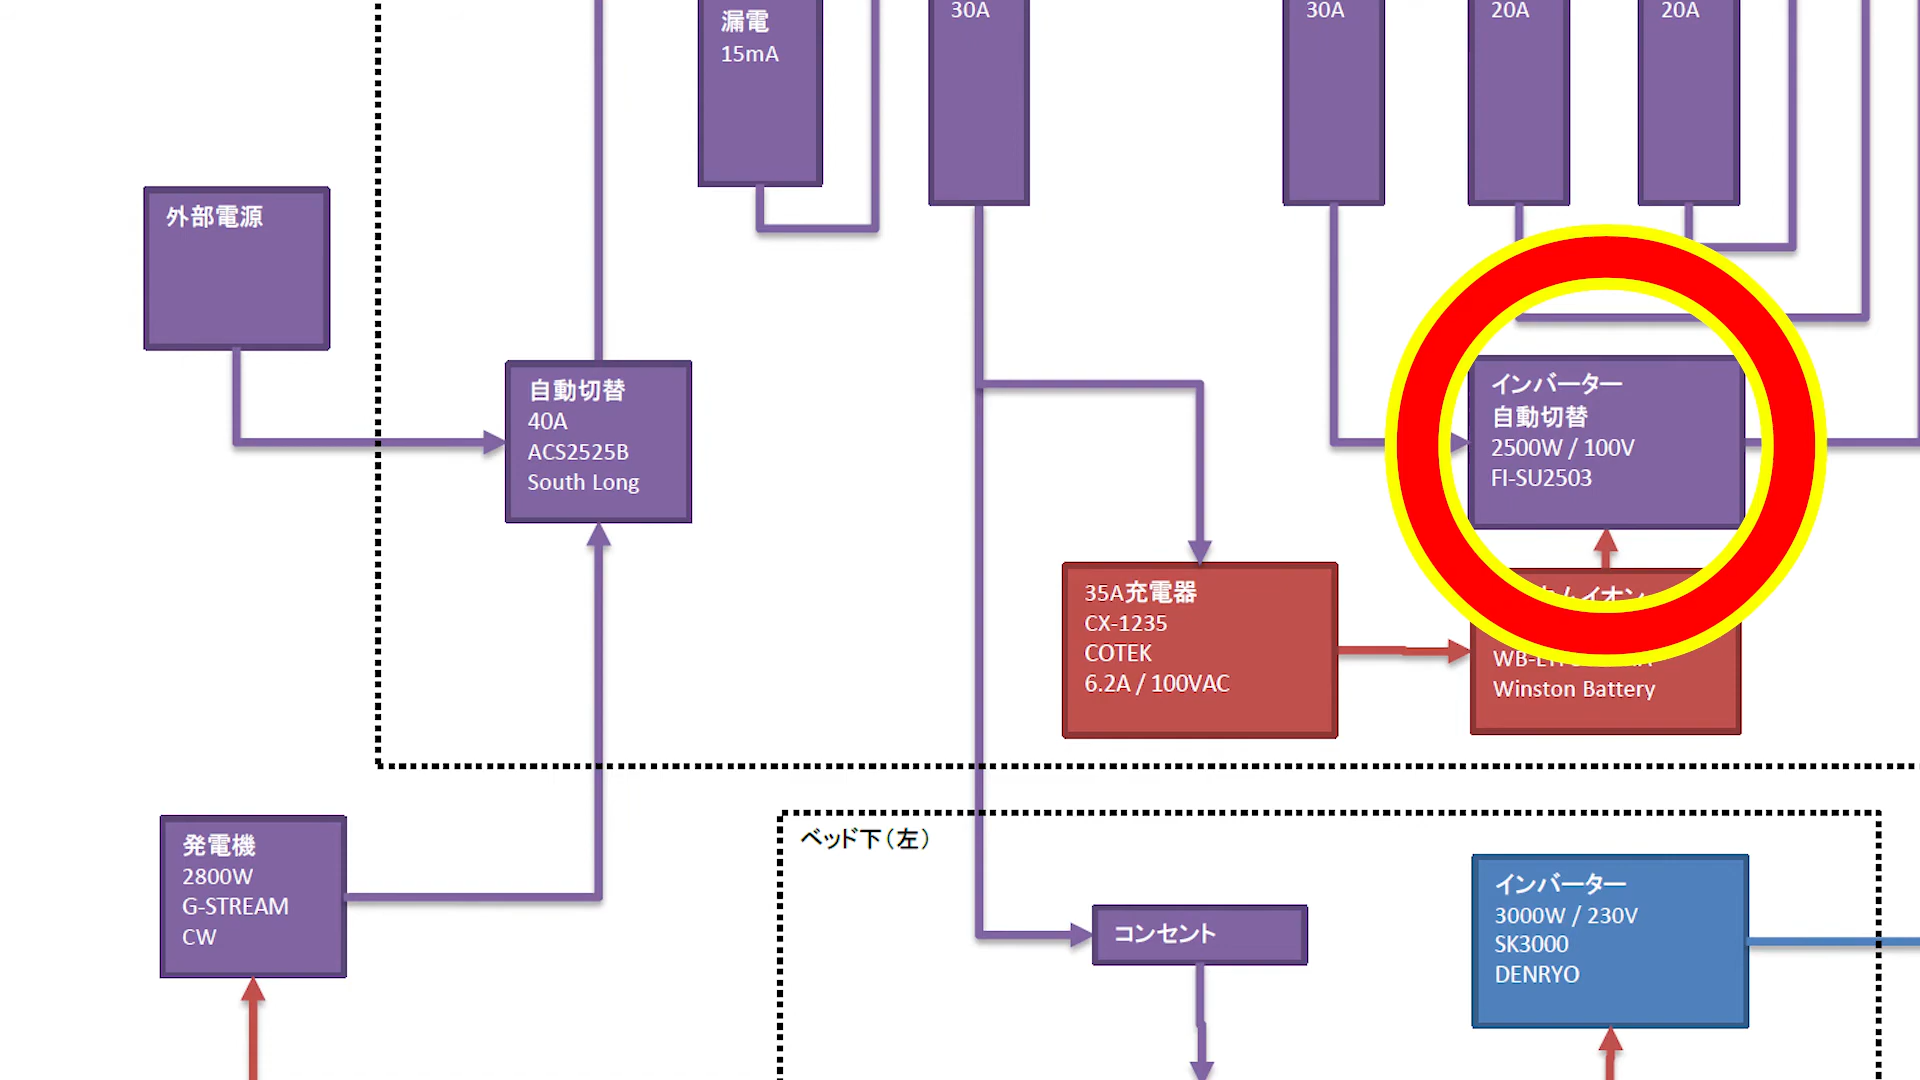 漏電
15mA
30A
30A
20A
20A
外部電源
自動切替
40A
ACS2525B
South Long
インバーター
自動切替
2500W / 100V
FI-SU2503
35A充電器
CX-1235
COTEK
6.2A / 100VAC
Winston Battery
発電機
2800W
G-STREAM
CW
ベッド下（左）
コンセント
インバーター
3000W / 230V
SK3000
DENRYO